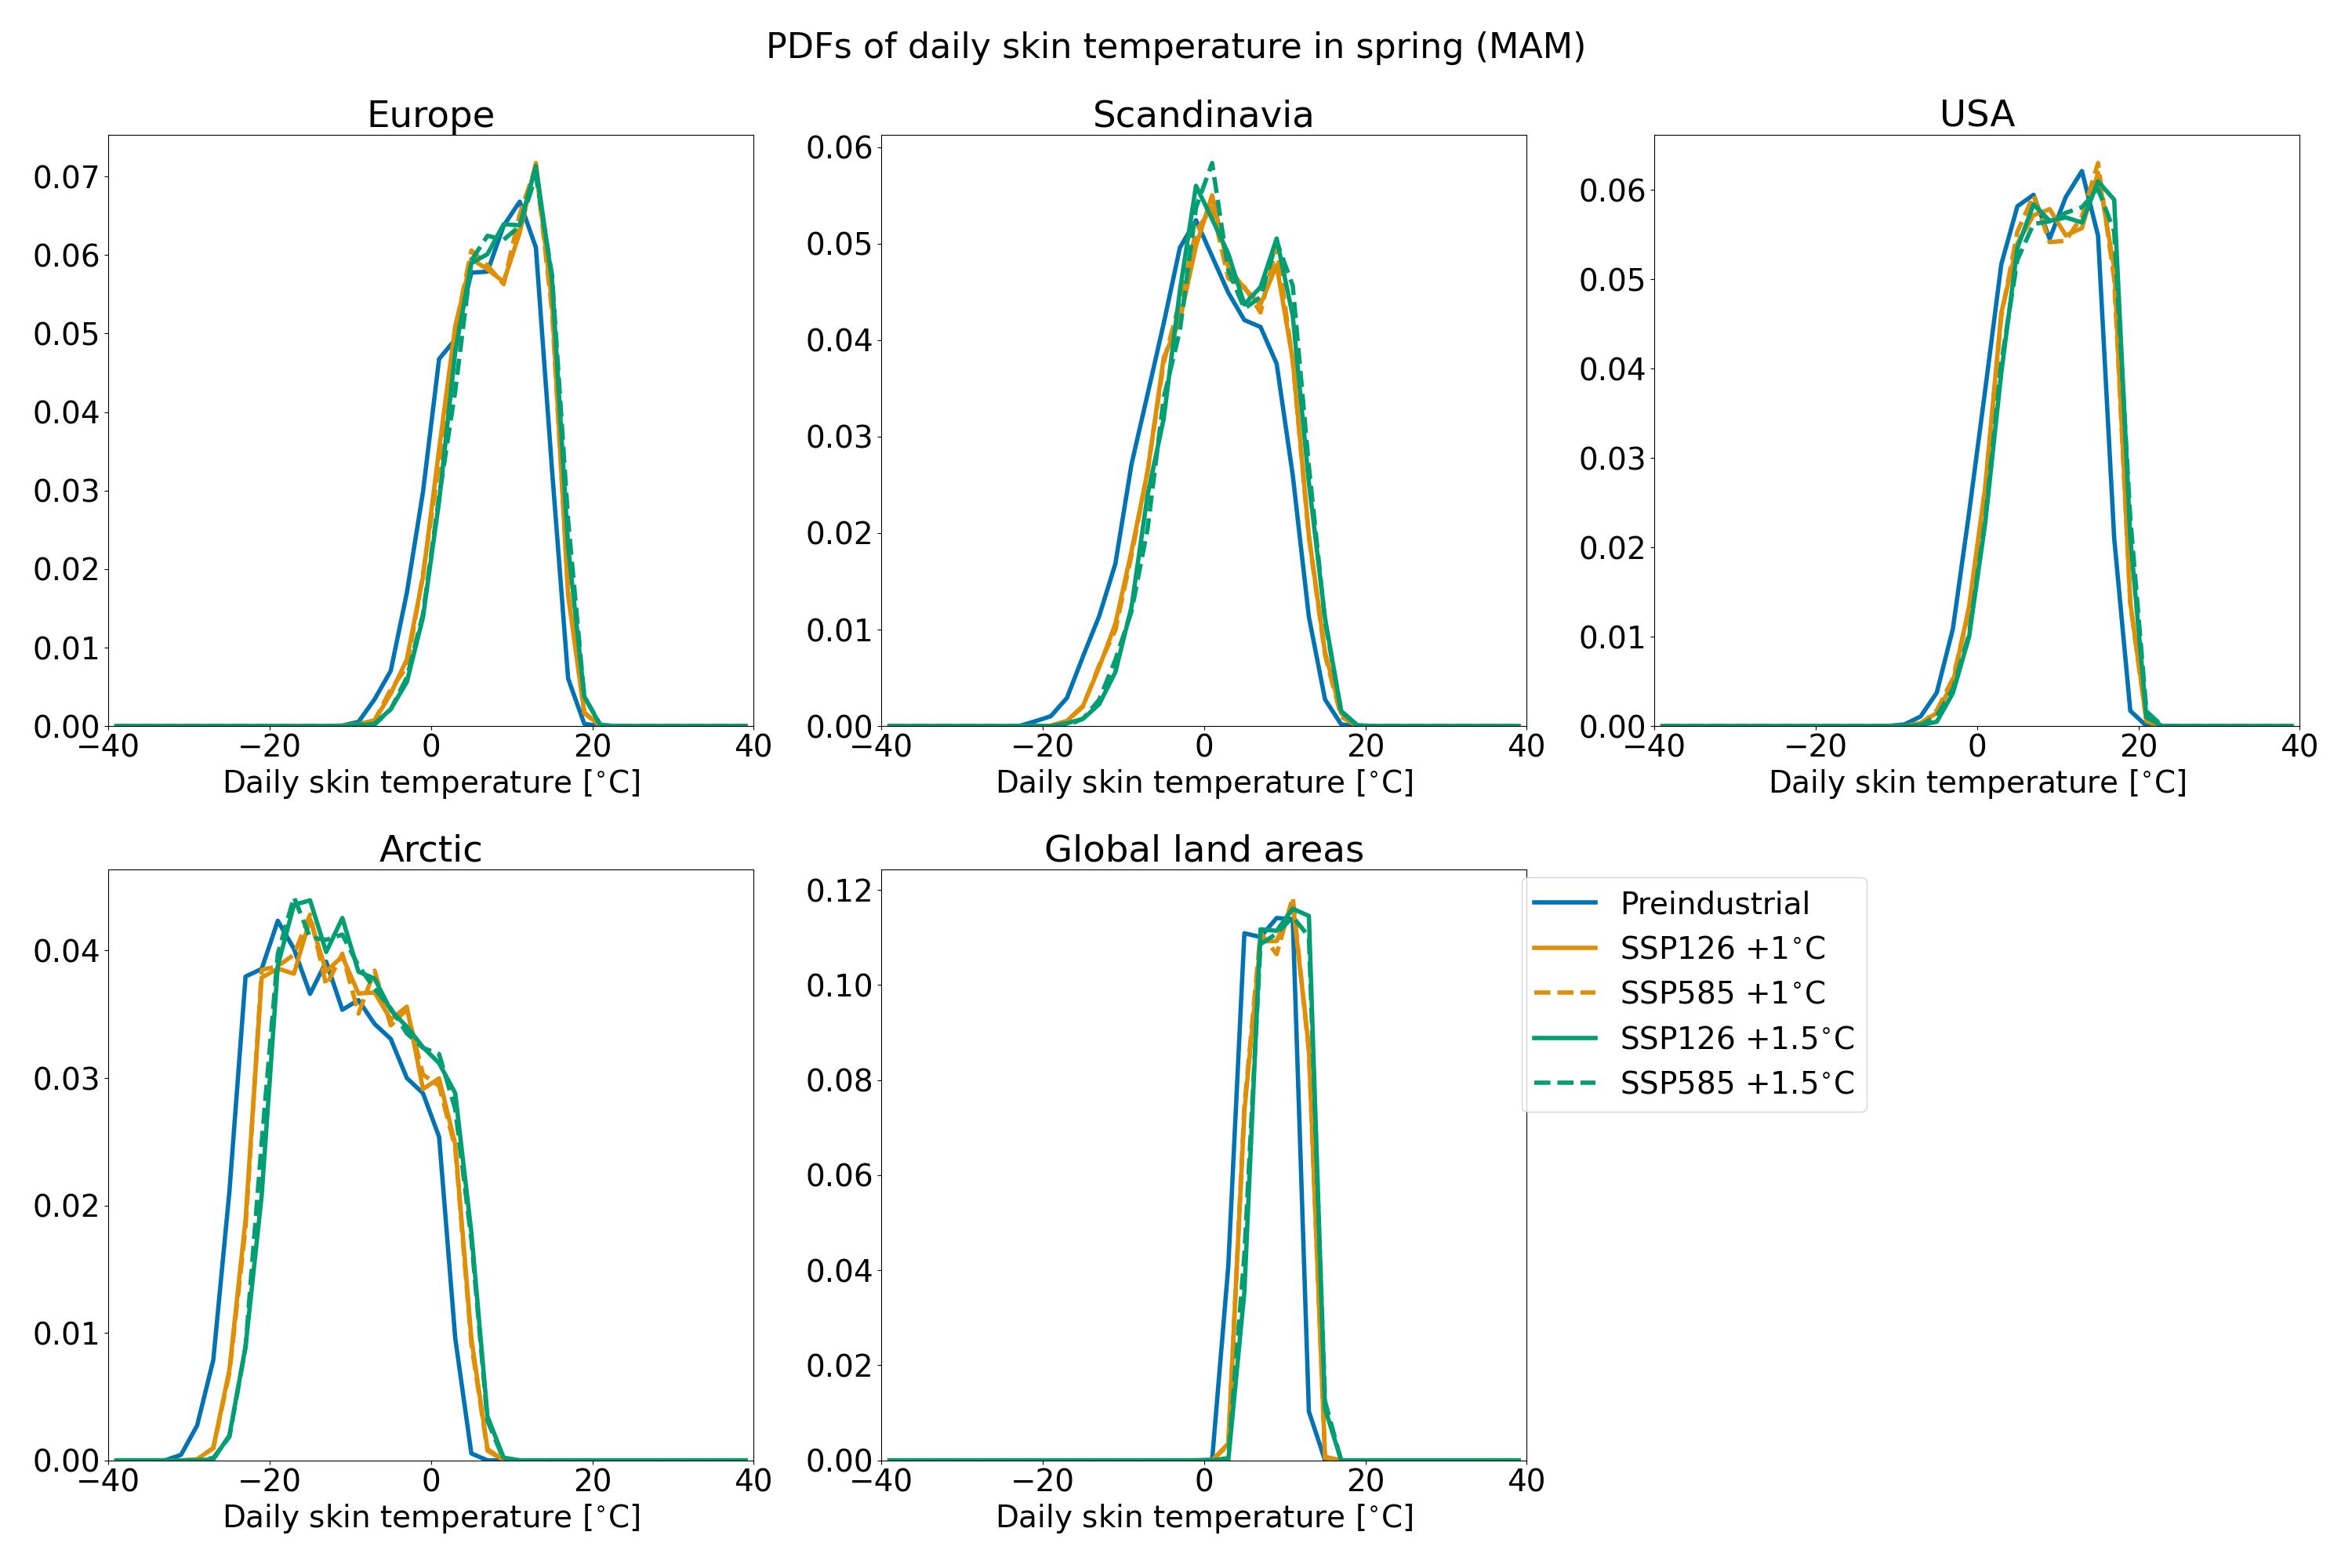 PDFs of daily skin temperature in spring (MAM)
Europe
0.07
0.06
0.05
0.04
0.03
0.02
0.01
0.00
−40 −20 0 20 40
Daily skin temperature [°C]
Scandinavia
0.06
0.05
0.04
0.03
0.02
0.01
0.00
−40 −20 0 20 40
Daily skin temperature [°C]
USA
0.06
0.05
0.04
0.03
0.02
0.01
0.00
−40 −20 0 20 40
Daily skin temperature [°C]
Arctic
0.04
0.03
0.02
0.01
0.00
−40 −20 0 20 40
Daily skin temperature [°C]
Global land areas
0.12
0.10
0.08
0.06
0.04
0.02
0.00
−40 −20 0 20 40
Daily skin temperature [°C]
Preindustrial
SSP126 +1°C
SSP585 +1°C
SSP126 +1.5°C
SSP585 +1.5°C